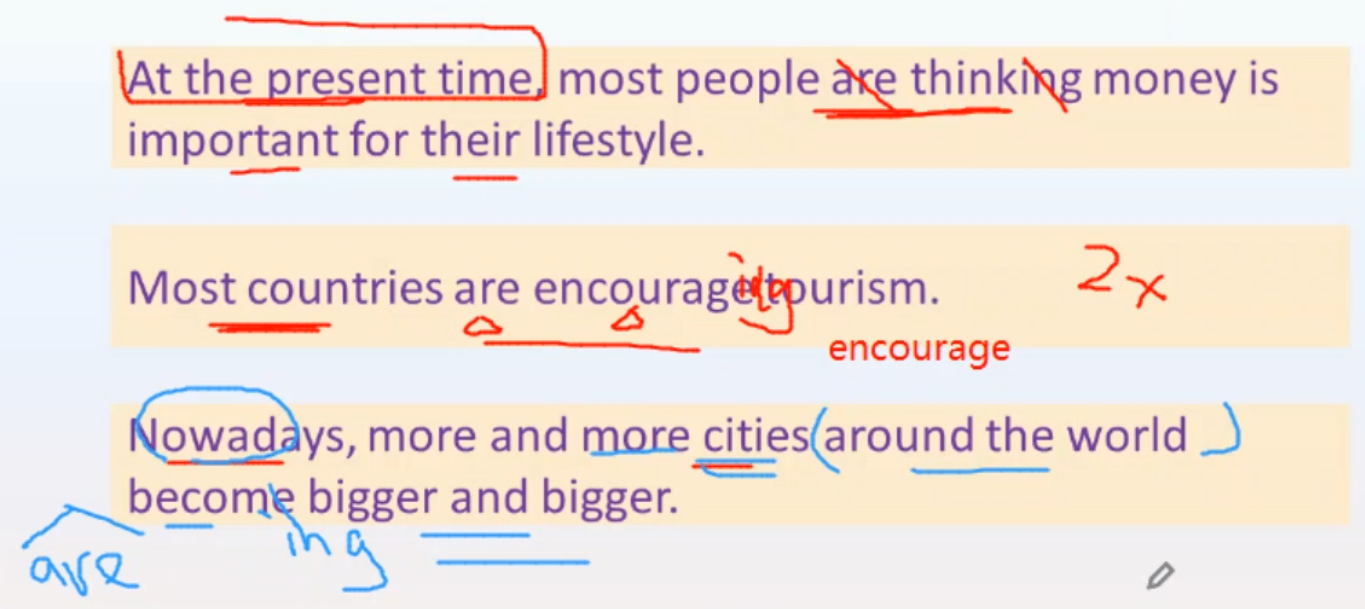 At the present time, most people are thinking money is
important for their lifestyle.
Most countries are encourage tourism.
ing
2x
encourage
Nowadays, more and more cities (around the world )
become bigger and bigger.
are
ing